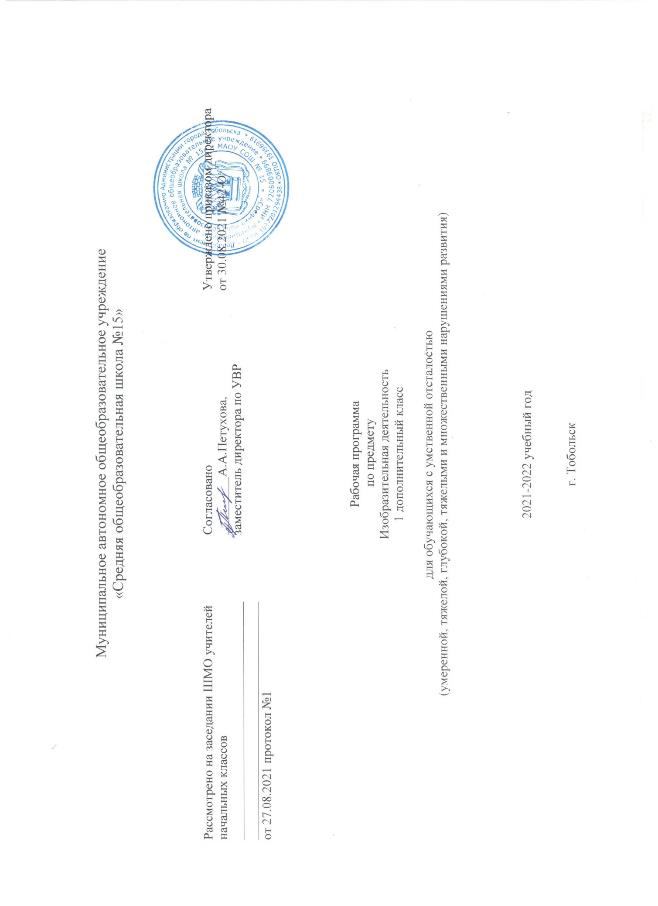 Муниципальное автономное общеобразовательное учреждение
«Средняя общеобразовательная школа №15»
Рассмотрено на заседании ШМО учителей
начальных классов
от 27.08.2021 протокол №1
Согласовано
А.А.Петухова,
заместитель директора по УВР
Утверждено приказом директора
от 30.08.2021
Рабочая программа
по предмету
Изобразительная деятельность
1 дополнительный класс
для обучающихся с умственной отсталостью
(умеренной, тяжелой, глубокой, тяжелыми и множественными нарушениями развития)
2021-2022 учебный год
г. Тобольск